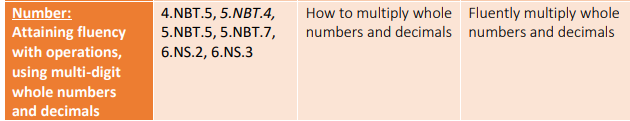 Number:
Attaining fluency
with operations,
using multi-digit
whole numbers
and decimals
4.NBT.5, 5.NBT.4,
5.NBT.5, 5.NBT.7,
6.NS.2, 6.NS.3
How to multiply whole
numbers and decimals
Fluently multiply whole
numbers and decimals